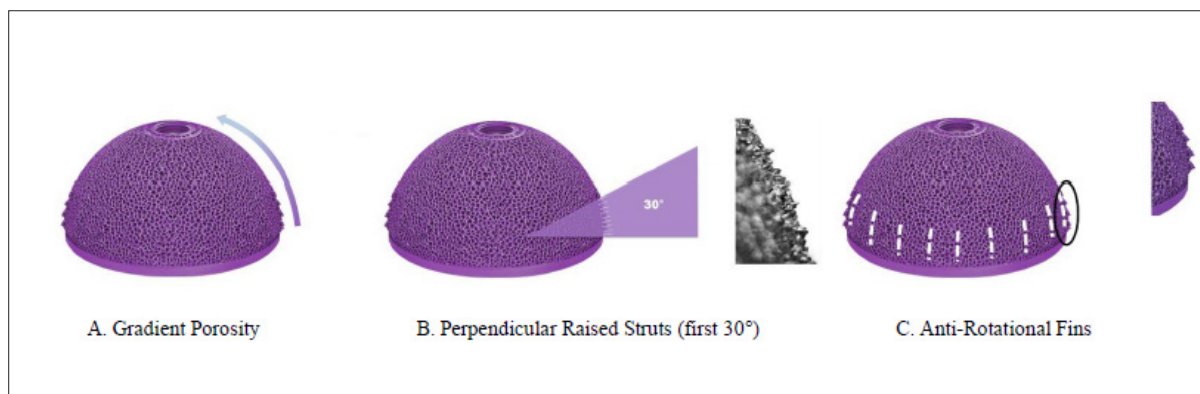 30°
A. Gradient Porosity
B. Perpendicular Raised Struts (first 30°)
C. Anti-Rotational Fins